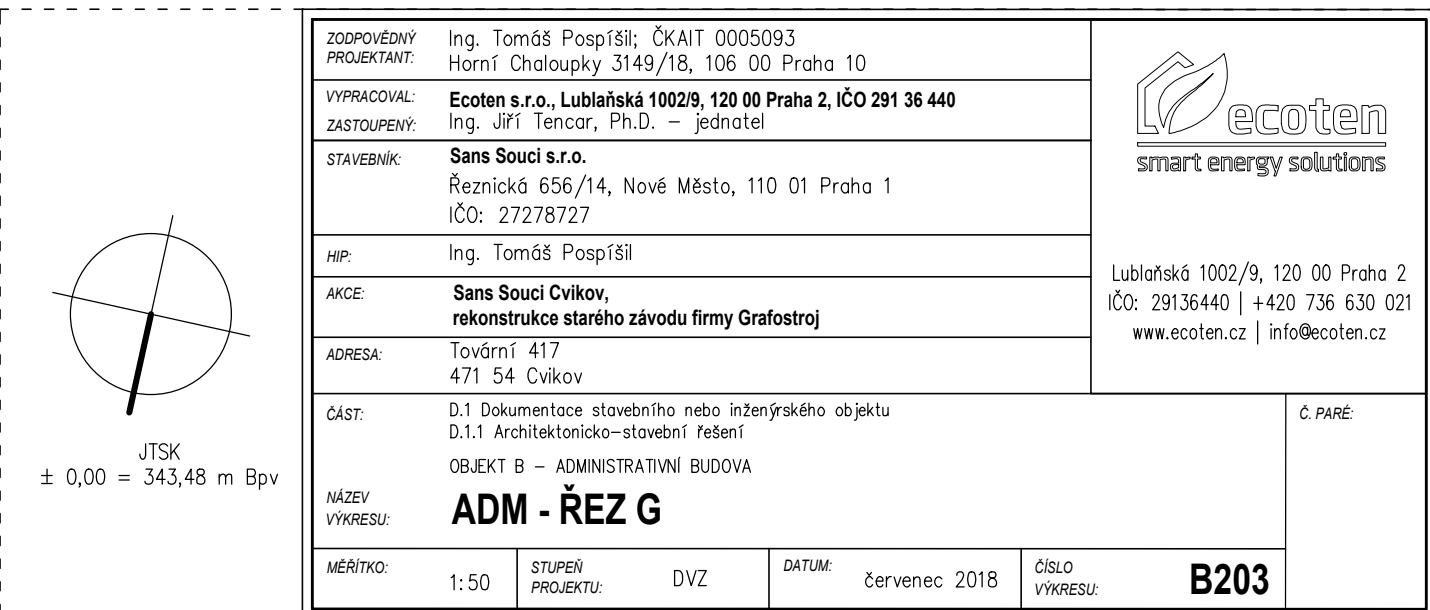 ZODPOVĚDNÝ PROJEKTANT:
Ing. Tomáš Pospíšil; ČKAIT 0005093
Horní Chaloupky 3149/18, 106 00 Praha 10
VYPRACOVAL: Ecoten s.r.o., Lublaňská 1002/9, 120 00 Praha 2, IČO 291 36 440
ZASTOUPENÝ: Ing. Jiří Tencar, Ph.D. – jednatel
STAVEBNÍK: Sans Souci s.r.o.
Řeznická 656/14, Nové Město, 110 01 Praha 1
IČO: 27278727
HIP: Ing. Tomáš Pospíšil
AKCE: Sans Souci Cvikov,
rekonstrukce starého závodu firmy Grafostroj
ADRESA: Tovární 417
471 54 Cvikov
ecoten
smart energy solutions
Lublaňská 1002/9, 120 00 Praha 2
IČO: 29136440 | +420 736 630 021
www.ecoten.cz | info@ecoten.cz
JTSK
± 0,00 = 343,48 m Bpv
ČÁST: D.1 Dokumentace stavebního nebo inženýrského objektu
D.1.1 Architektonicko–stavební řešení
OBJEKT B – ADMINISTRATIVNÍ BUDOVA
NÁZEV VÝKRESU: ADM - ŘEZ G
Č. PARÉ:
MĚŘÍTKO: 1:50
STUPEŇ PROJEKTU: DVZ
DATUM: červenec 2018
ČÍSLO VÝKRESU: B203